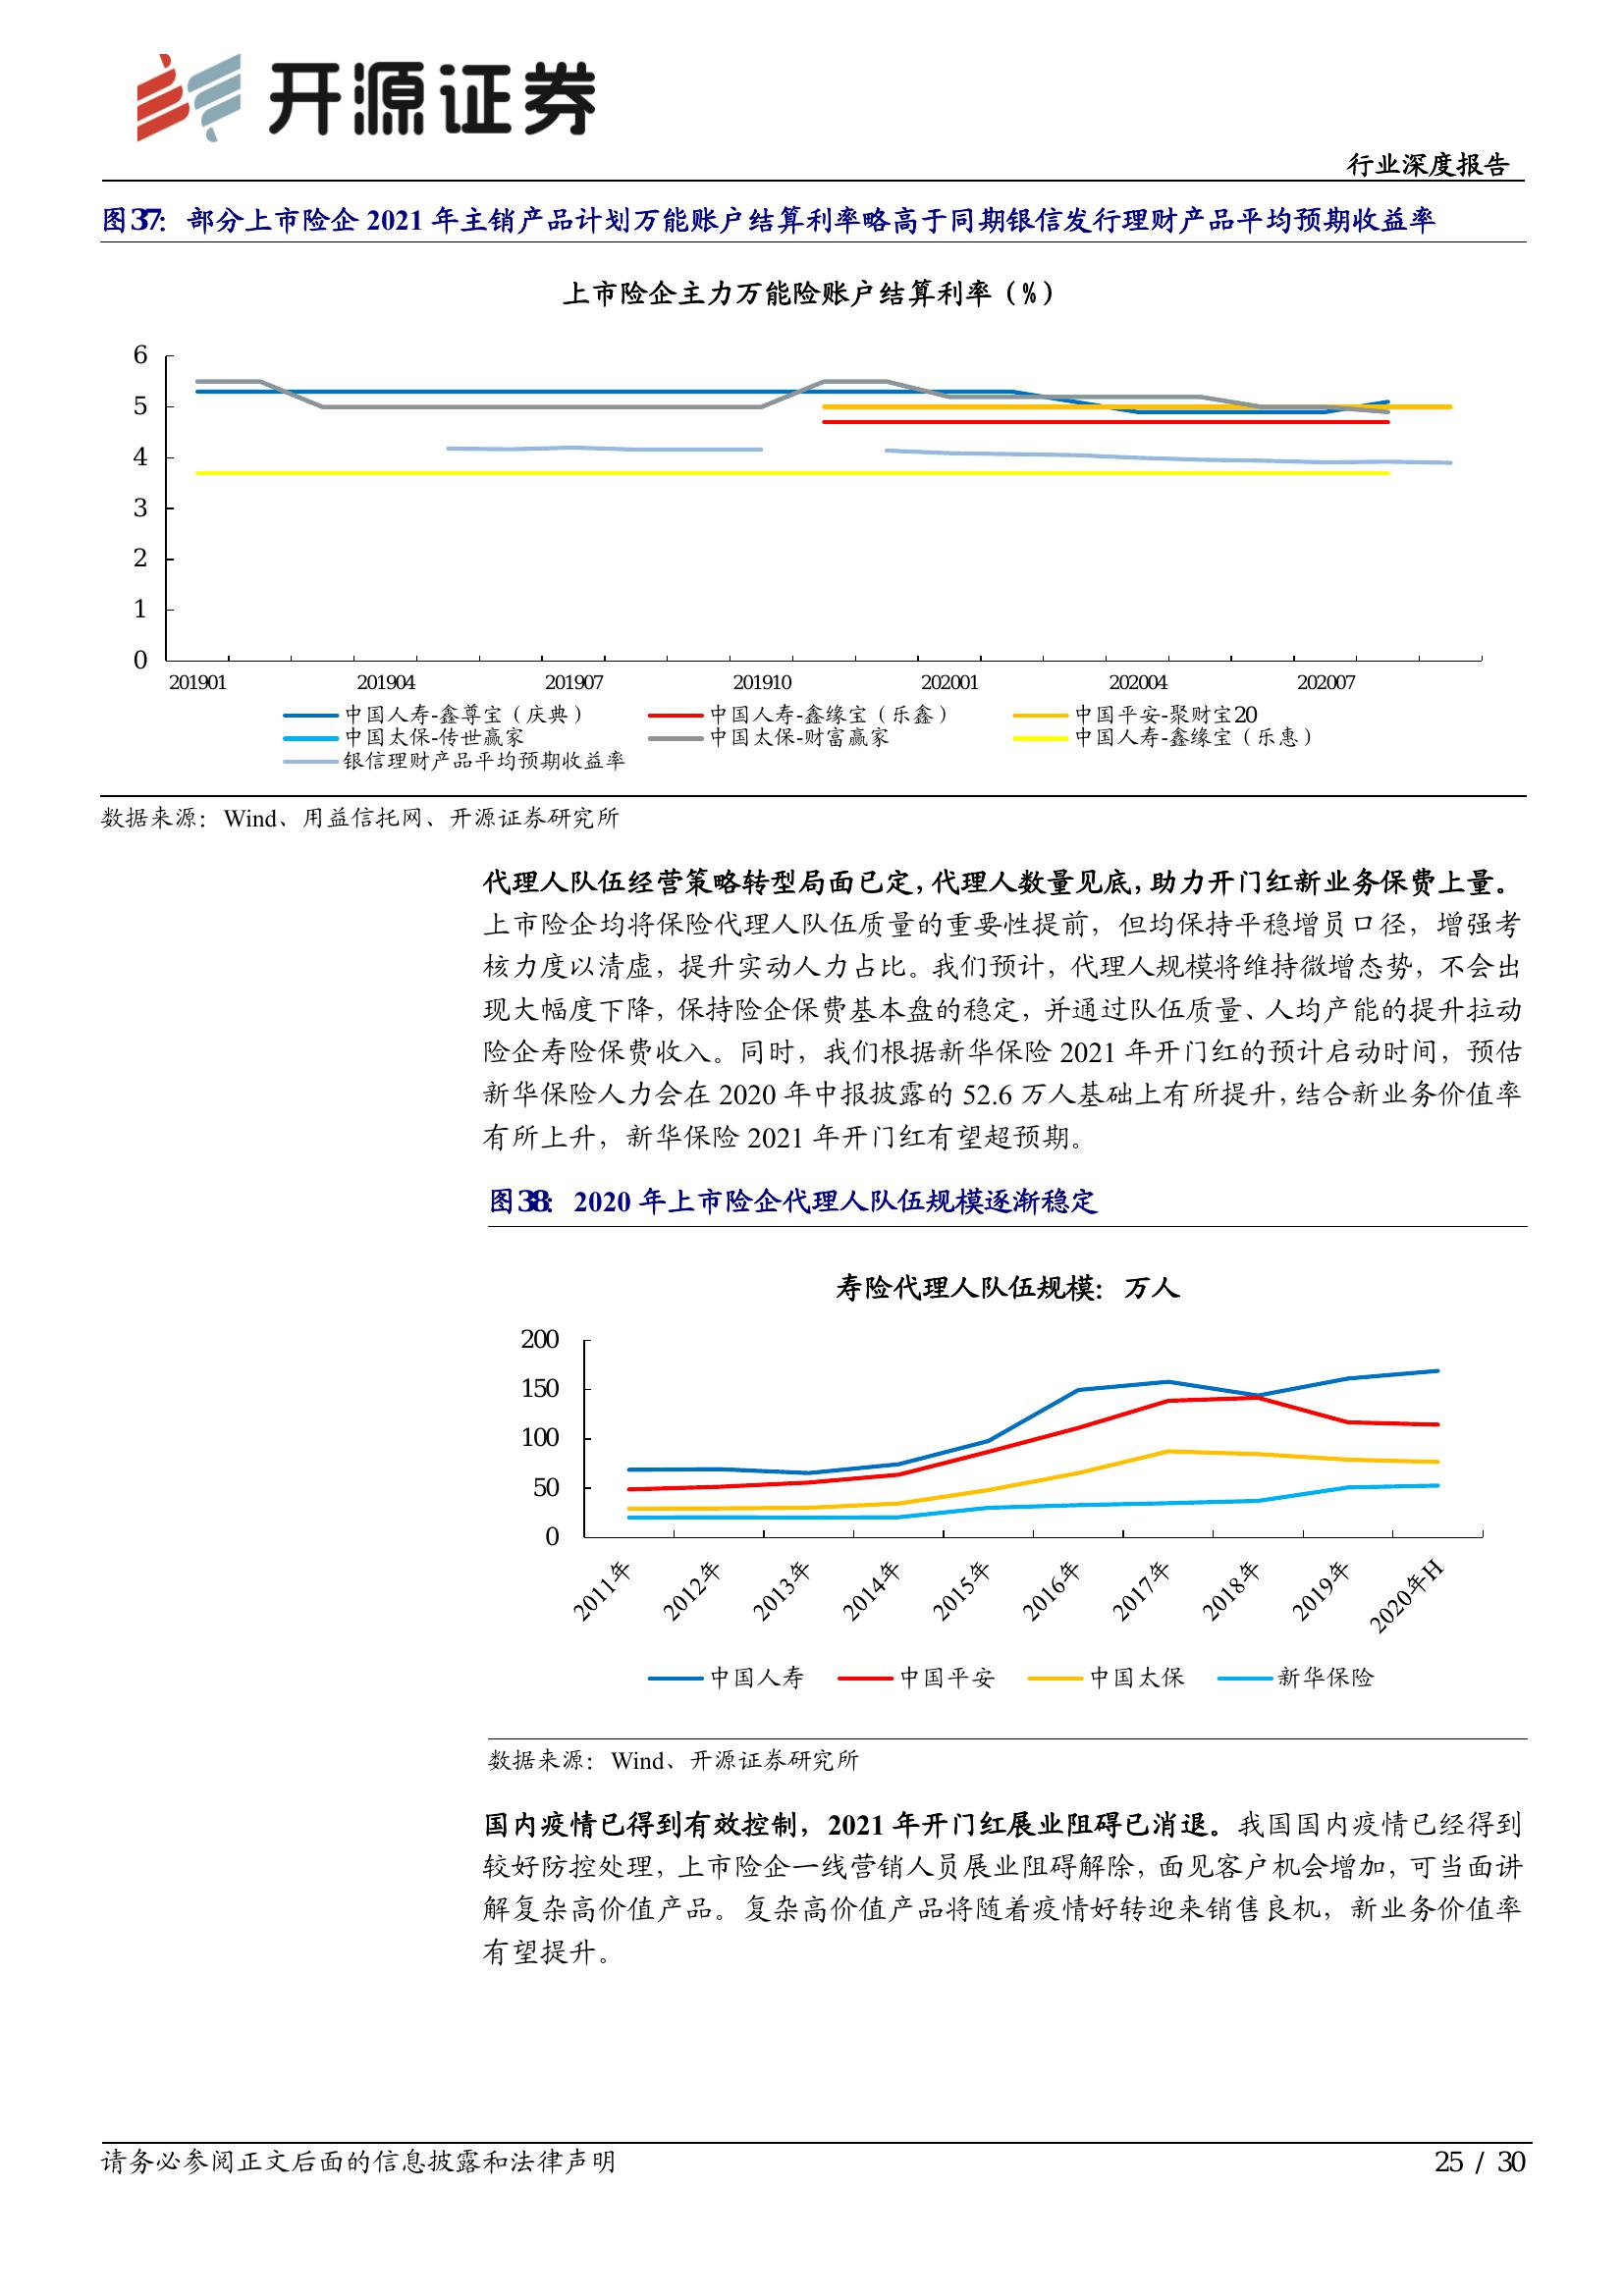 开源证券
行业深度报告
图37：部分上市险企 2021 年主销产品计划万能账户结算利率略高于同期银信发行理财产品平均预期收益率
上市险企主力万能险账户结算利率（%）
6
5
4
3
2
1
0
201901 201904 201907 201910 202001 202004 202007
中国人寿-鑫尊宝（庆典） 中国人寿-鑫缘宝（乐鑫） 中国平安-聚财宝20
中国太保-传世赢家 中国太保-财富赢家 中国人寿-鑫缘宝（乐惠）
银信理财产品平均预期收益率
数据来源：Wind、用益信托网、开源证券研究所
代理人队伍经营策略转型局面已定，代理人数量见底，助力开门红新业务保费上量。
上市险企均将保险代理人队伍质量的重要性提前，但均保持平稳增员口径，增强考
核力度以清虚，提升实动人力占比。我们预计，代理人规模将维持微增态势，不会出
现大幅度下降，保持险企保费基本盘的稳定，并通过队伍质量、人均产能的提升拉动
险企寿险保费收入。同时，我们根据新华保险 2021 年开门红的预计启动时间，预估
新华保险人力会在 2020 年中报披露的 52.6 万人基础上有所提升，结合新业务价值率
有所上升，新华保险 2021 年开门红有望超预期。
图38：2020 年上市险企代理人队伍规模逐渐稳定
寿险代理人队伍规模：万人
200
150
100
50
0
2011年 2012年 2013年 2014年 2015年 2016年 2017年 2018年 2019年 2020年H
中国人寿 中国平安 中国太保 新华保险
数据来源：Wind、开源证券研究所
国内疫情已得到有效控制，2021 年开门红展业阻碍已消退。我国国内疫情已经得到
较好防控处理，上市险企一线营销人员展业阻碍解除，面见客户机会增加，可当面讲
解复杂高价值产品。复杂高价值产品将随着疫情好转迎来销售良机，新业务价值率
有望提升。
请务必参阅正文后面的信息披露和法律声明 25 / 30